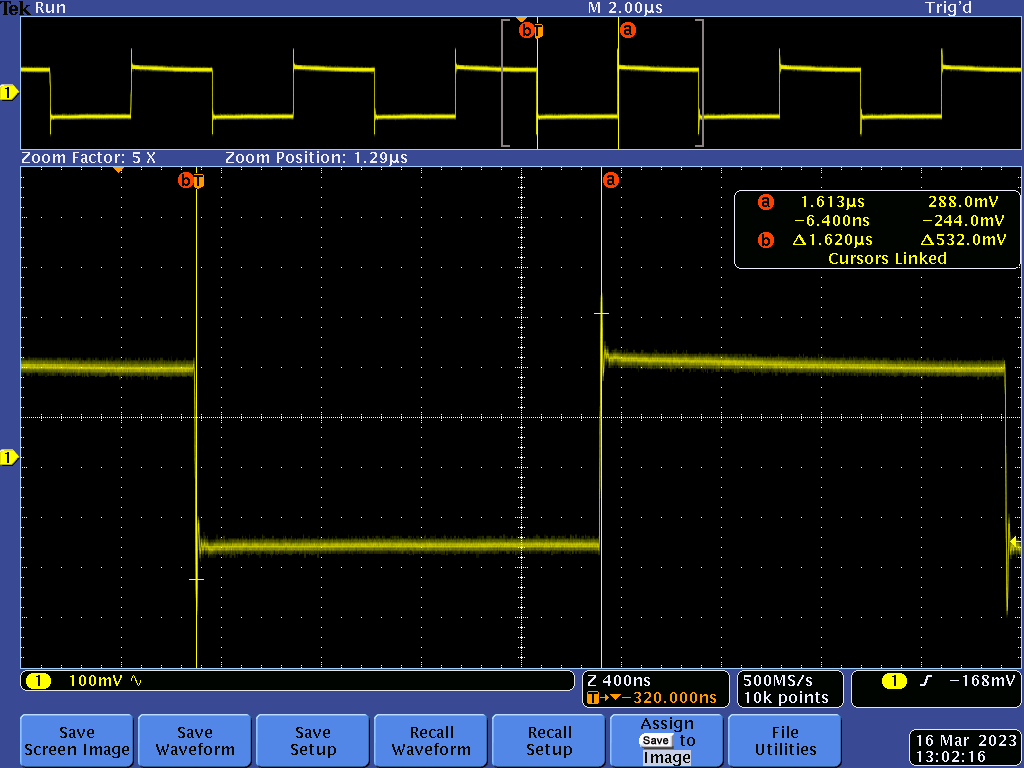 Tek Run M 2.00µs Trig'd
b T a
1
Zoom Factor: 5 X Zoom Position: 1.29µs
b T a
a 1.613µs 288.0mV
−6.400ns −244.0mV
b Δ1.620µs Δ532.0mV
Cursors Linked
1
1 100mV ∿ Z 400ns 500MS/s 1 ʃ −168mV
T→▼−320.000ns 10k points
Save Screen Image
Save Waveform
Save Setup
Recall Waveform
Recall Setup
Assign Save to Image
File Utilities
16 Mar 2023
13:02:16